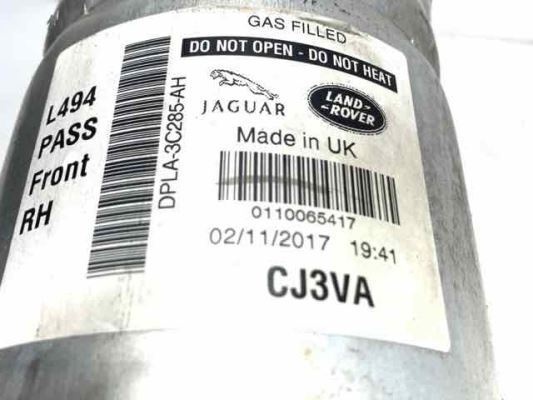 GAS FILLED
DO NOT OPEN - DO NOT HEAT
L494
PASS
Front
RH
DPLA-3C285-AH
JAGUAR
LAND-
ROVER
Made in UK
0110065417
02/11/2017 19:41
CJ3VA